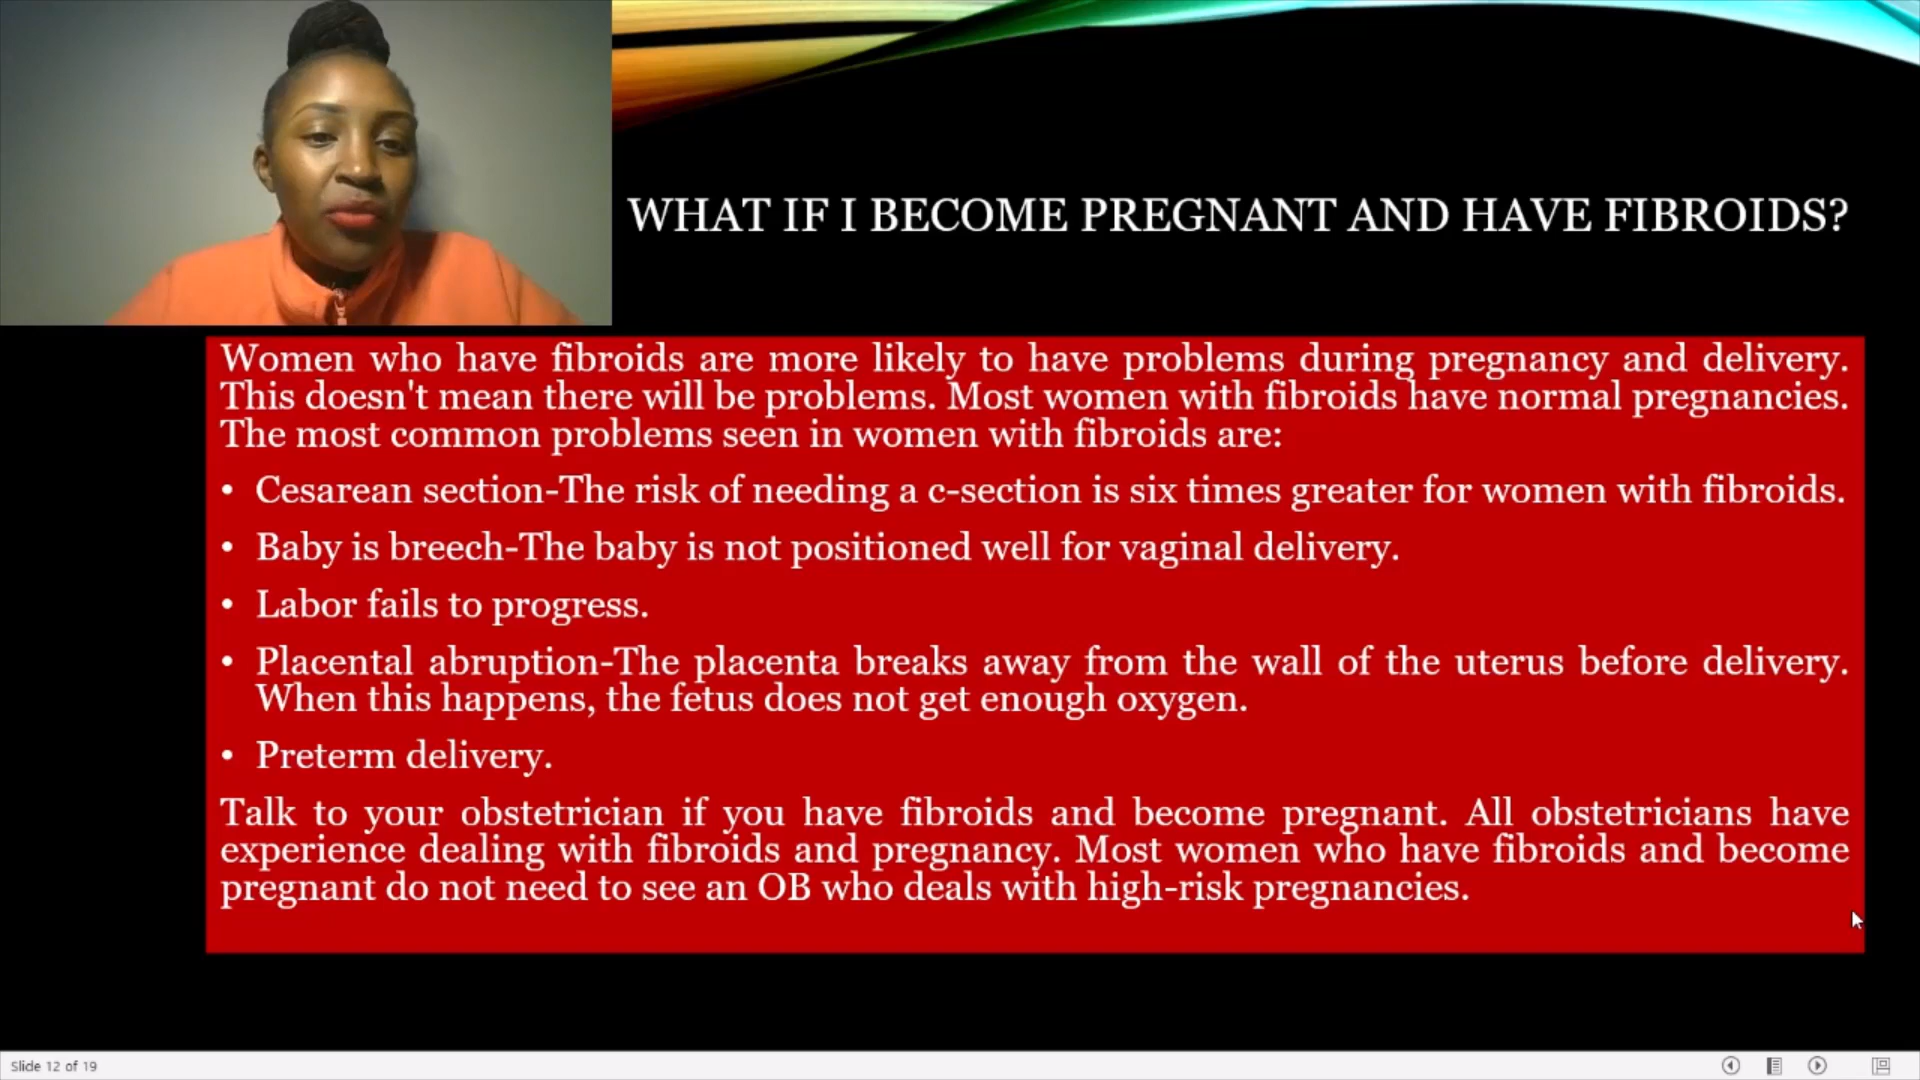 WHAT IF I BECOME PREGNANT AND HAVE FIBROIDS?
Women who have fibroids are more likely to have problems during pregnancy and delivery.
This doesn't mean there will be problems. Most women with fibroids have normal pregnancies.
The most common problems seen in women with fibroids are:
• Cesarean section-The risk of needing a c-section is six times greater for women with fibroids.
• Baby is breech-The baby is not positioned well for vaginal delivery.
• Labor fails to progress.
• Placental abruption-The placenta breaks away from the wall of the uterus before delivery.
When this happens, the fetus does not get enough oxygen.
• Preterm delivery.
Talk to your obstetrician if you have fibroids and become pregnant. All obstetricians have
experience dealing with fibroids and pregnancy. Most women who have fibroids and become
pregnant do not need to see an OB who deals with high-risk pregnancies.
Slide 12 of 19